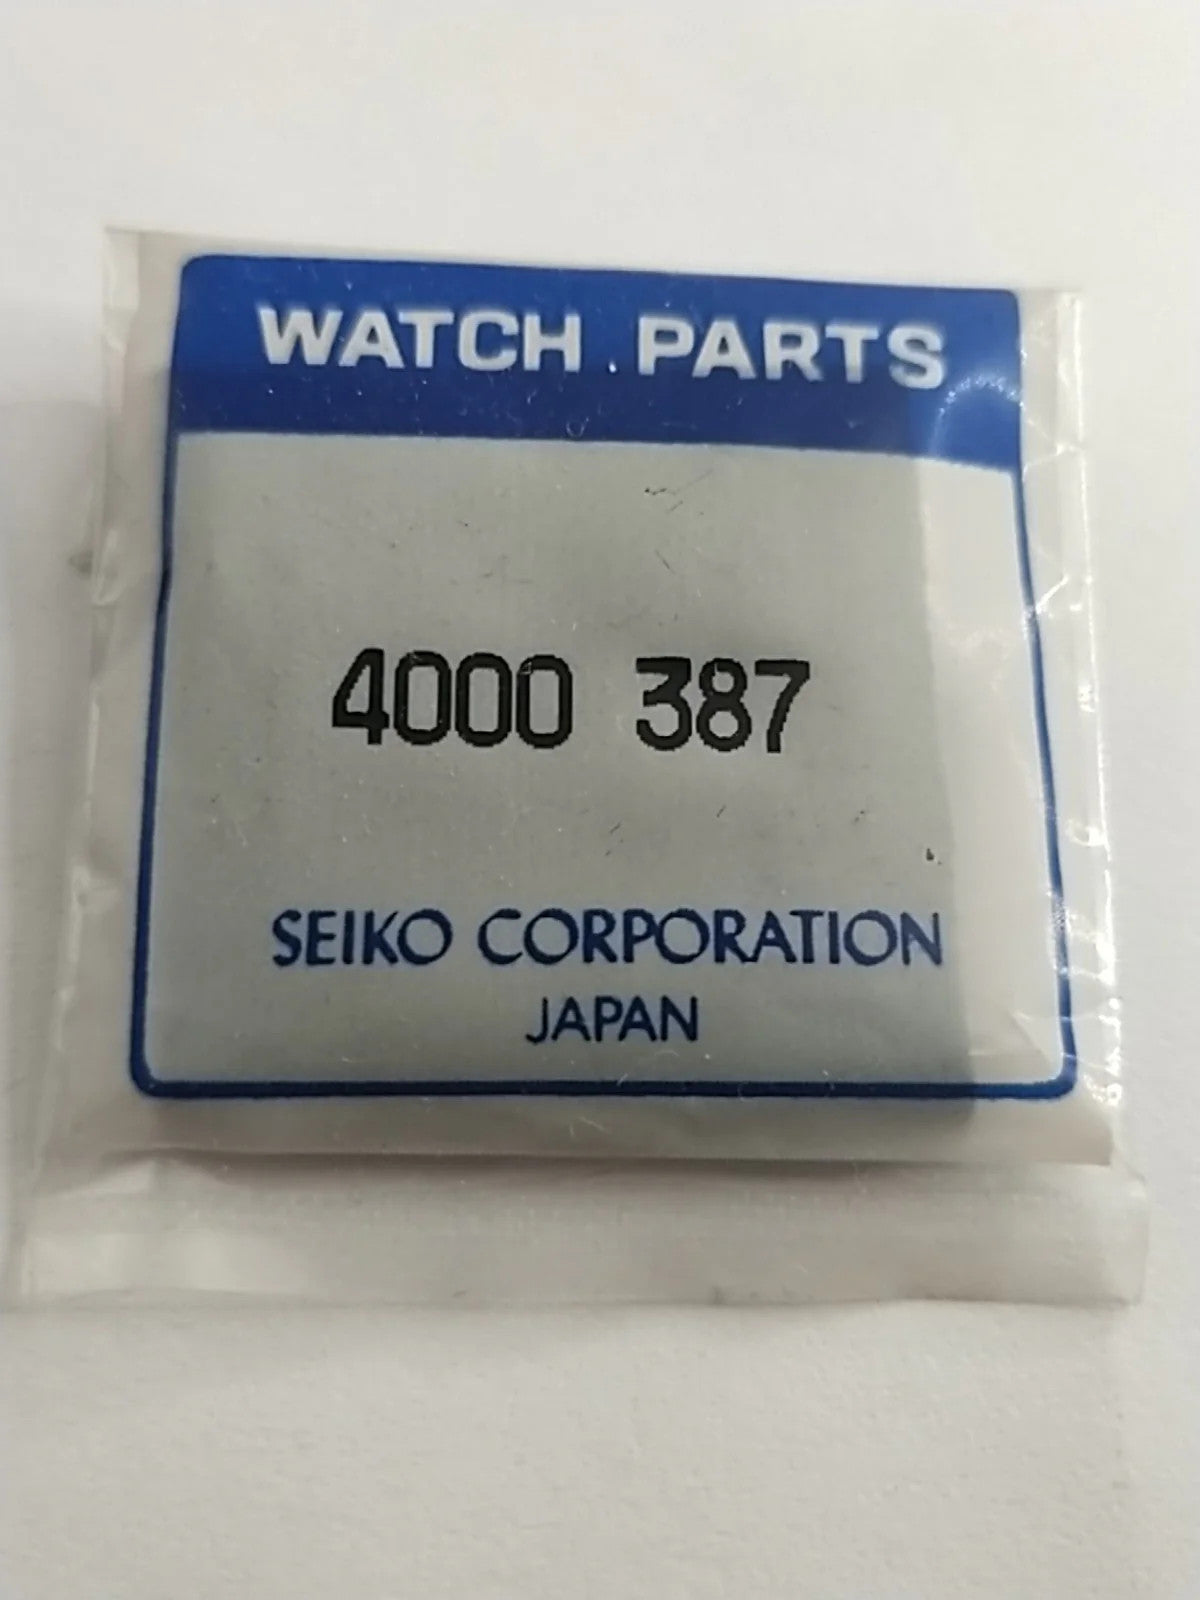 WATCH PARTS
4000 387
SEIKO CORPORATION
JAPAN